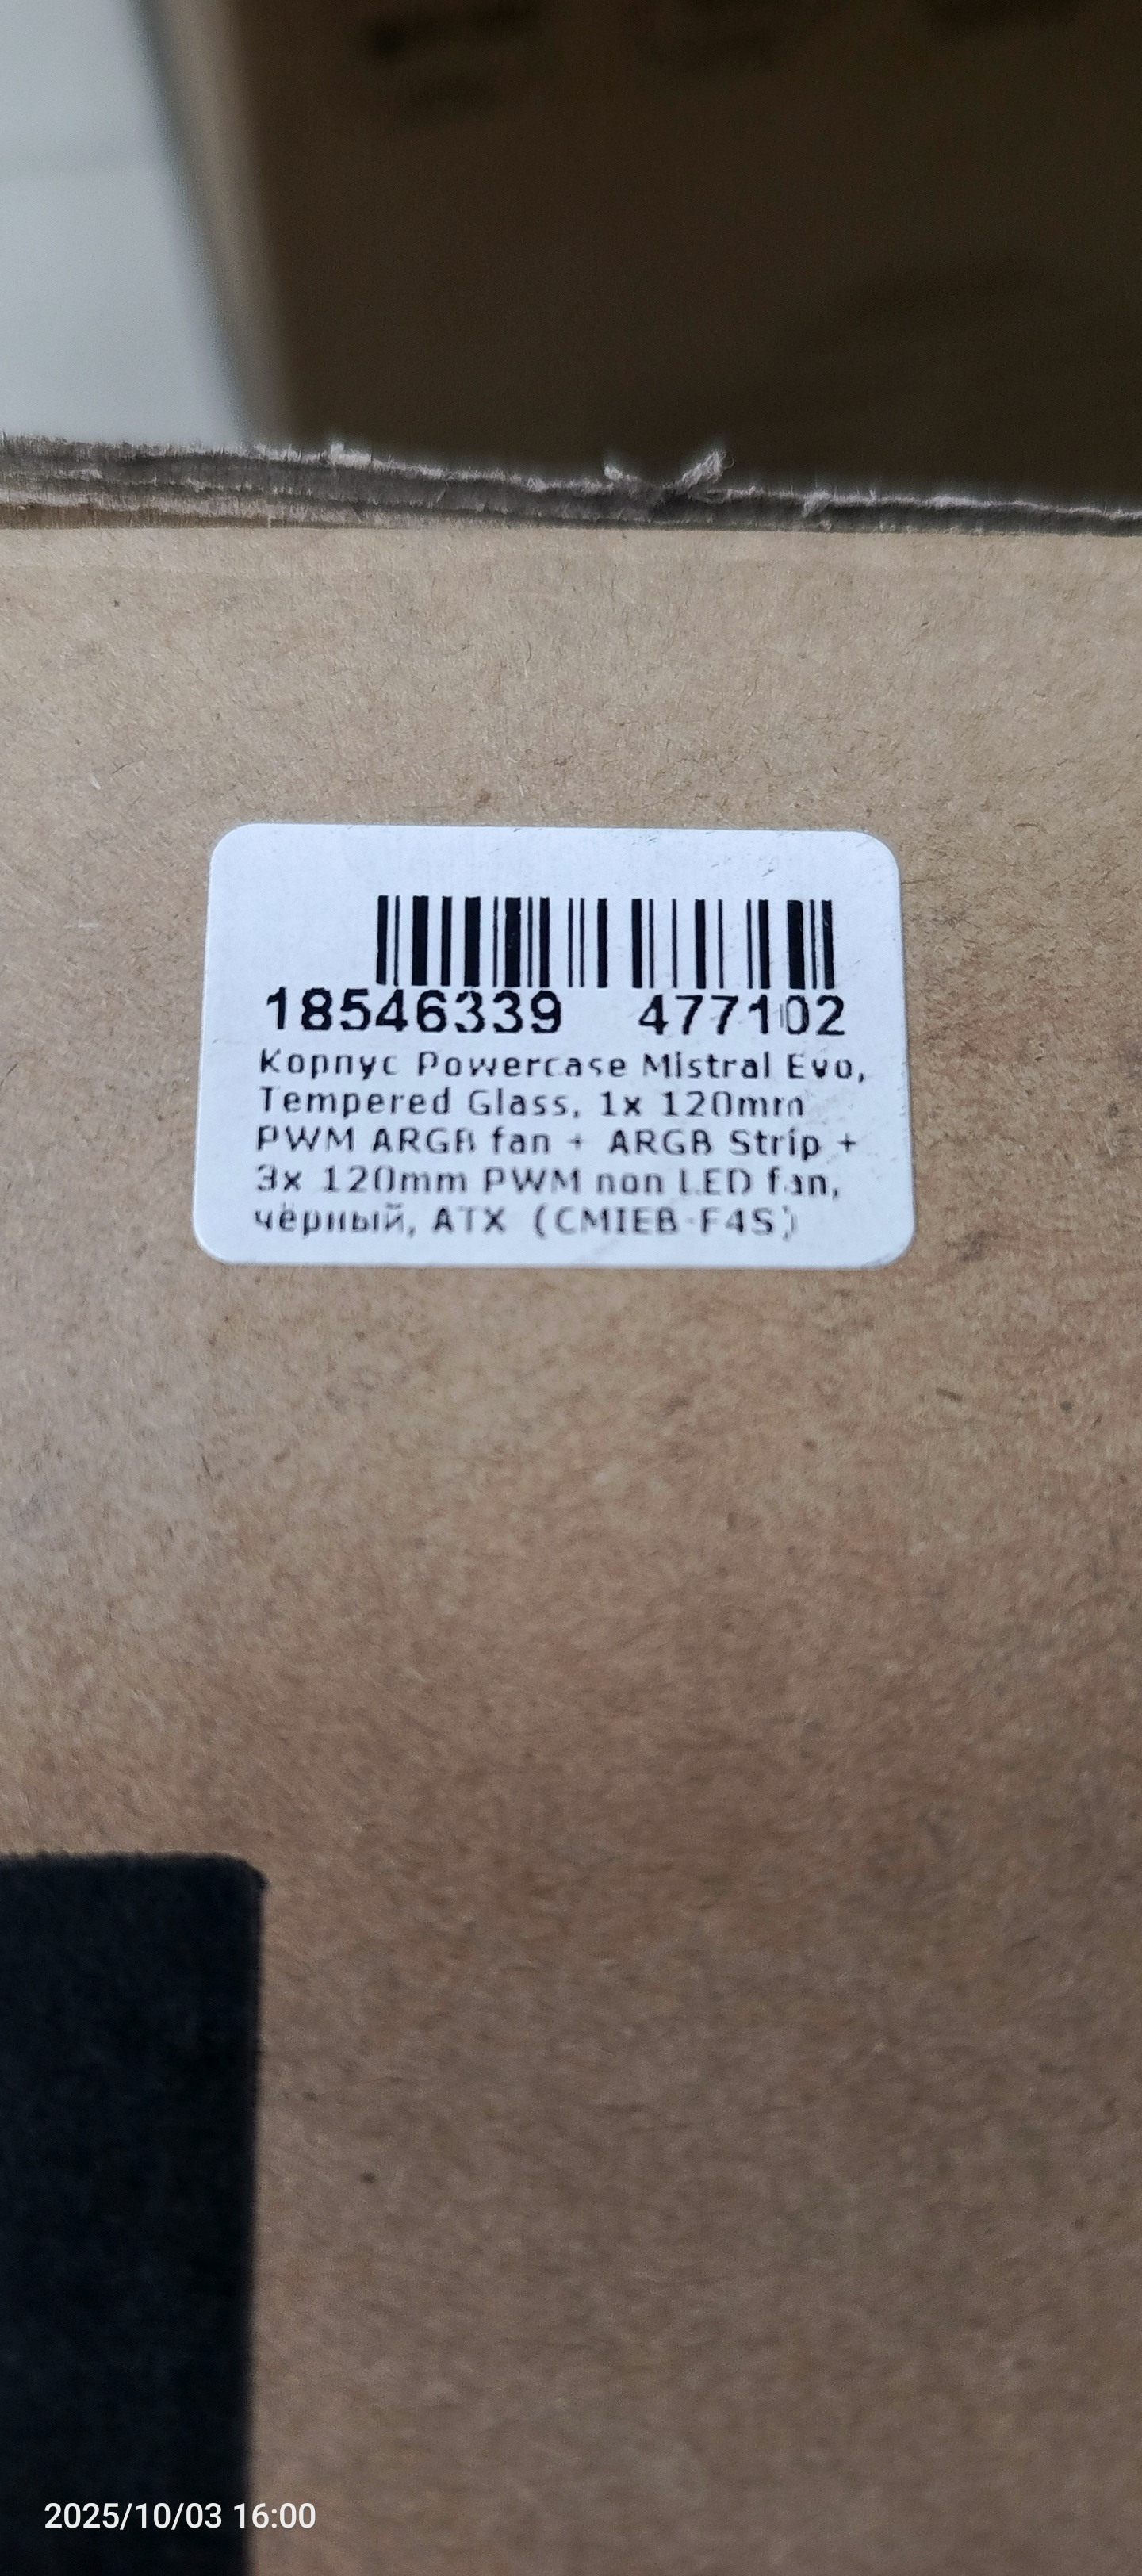 18546339 477102
Корпус Powercase Mistral Evo,
Tempered Glass, 1x 120mm
PWM ARGB fan + ARGB Strip +
3x 120mm PWM non LED fan,
чёрный, ATX (CMIEB-F4S)
2025/10/03 16:00